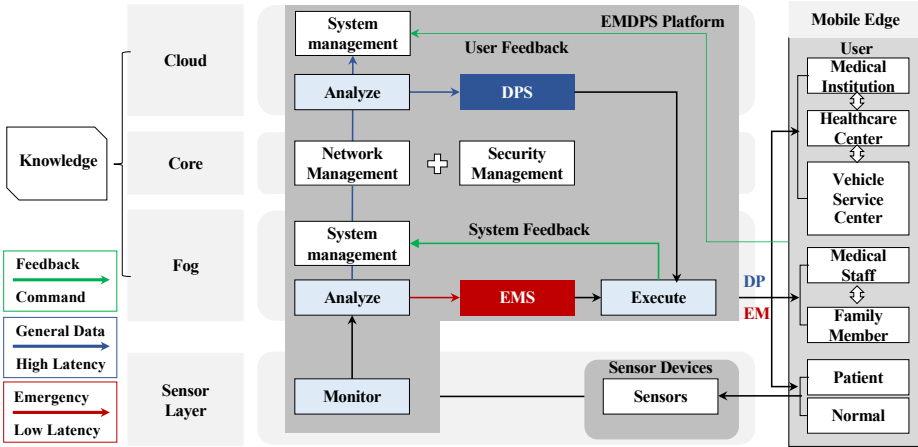 Knowledge
Feedback
Command
General Data
High Latency
Emergency
Low Latency
Cloud
Core
Fog
Sensor
Layer
EMDPS Platform
System
management
User Feedback
Analyze
DPS
Network
Management
Security
Management
System
management
System Feedback
Analyze
EMS
Execute
DP
EM
Monitor
Sensor Devices
Sensors
Mobile Edge
User
Medical
Institution
Healthcare
Center
Vehicle
Service
Center
Medical
Staff
Family
Member
Patient
Normal